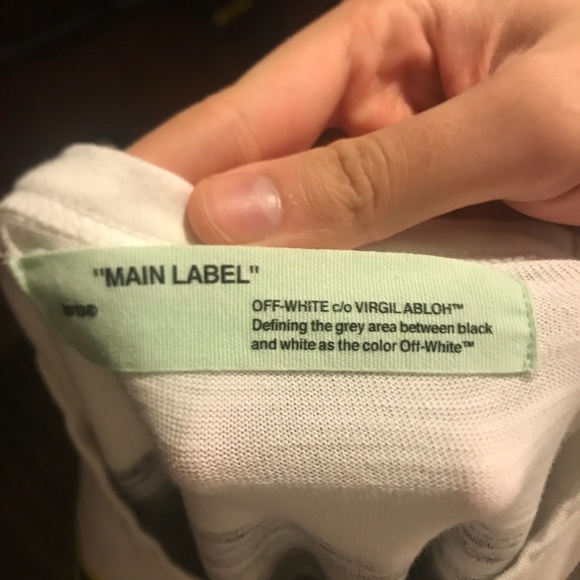 "MAIN LABEL"
OFF-WHITE c/o VIRGIL ABLOH™
Defining the grey area between black
and white as the color Off-White™